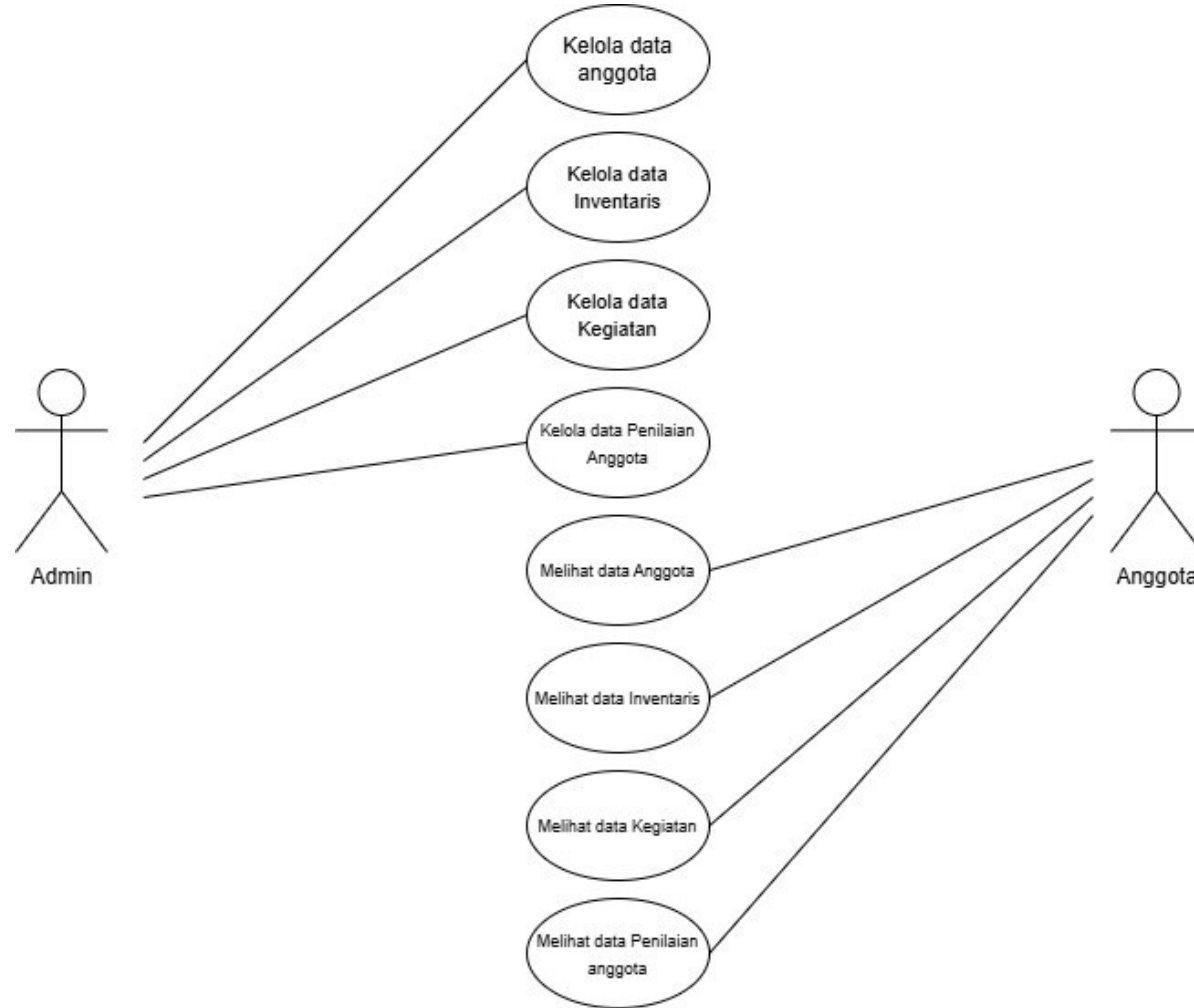 Kelola data
anggota
Kelola data
Inventaris
Kelola data
Kegiatan
Kelola data Penilaian
Anggota
Admin
Melihat data Anggota
Anggota
Melihat data Inventaris
Melihat data Kegiatan
Melihat data Penilaian
anggota